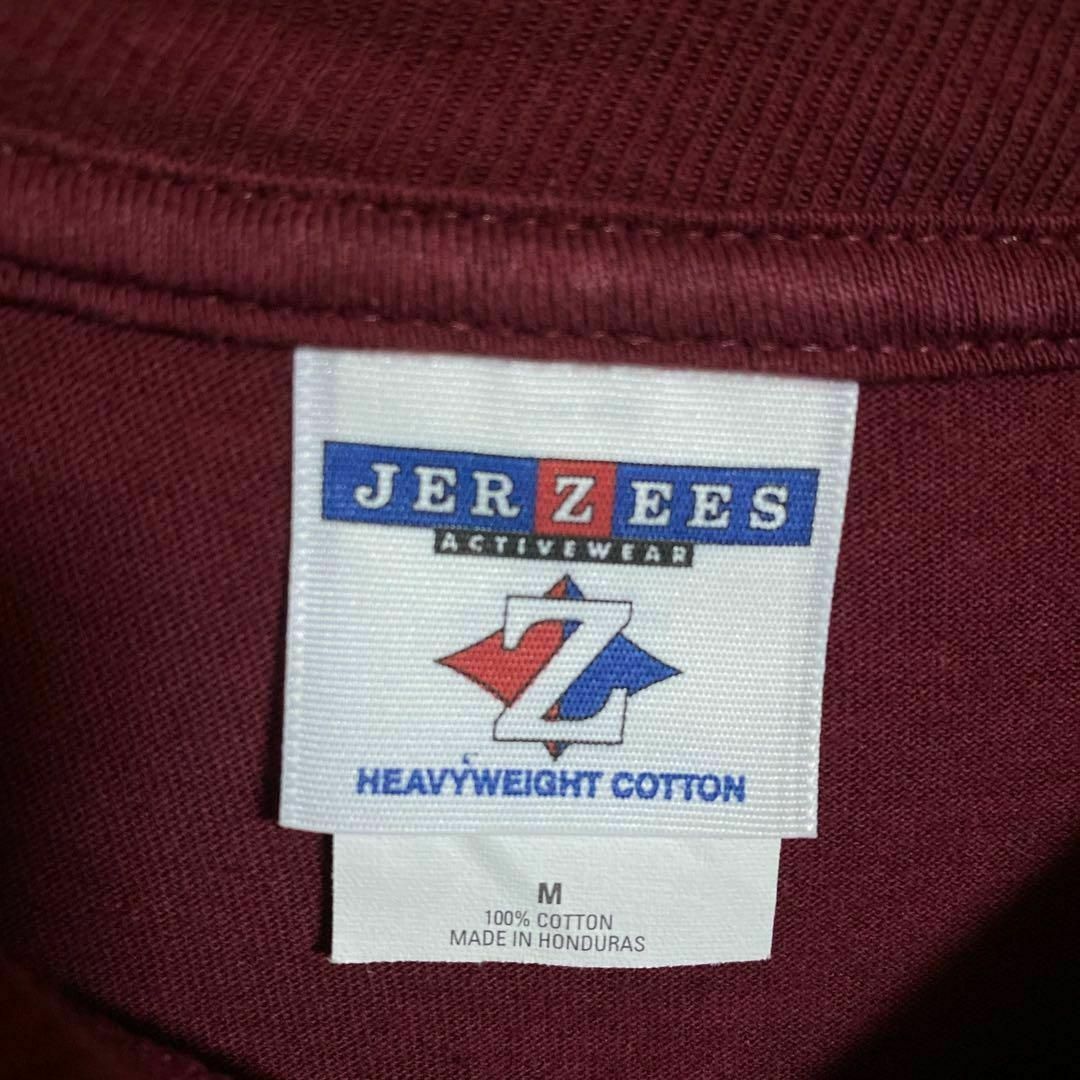 JERZEES
ACTIVEWEAR
Z
HEAVYWEIGHT COTTON
M
100% COTTON
MADE IN HONDURAS